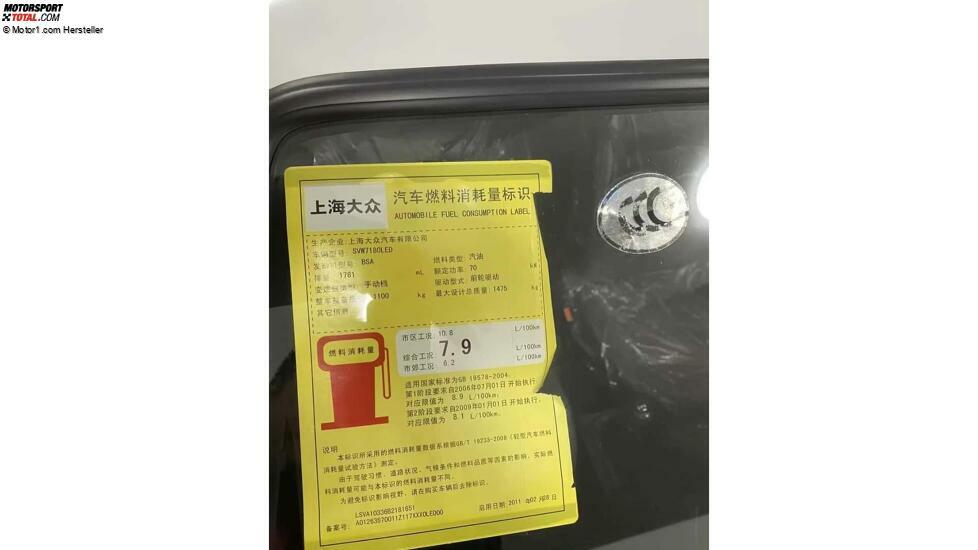 MOTORSPORT
TOTAL.COM
© Motor1.com Hersteller
上海大众
汽车燃料消耗量标识
AUTOMOBILE FUEL CONSUMPTION LABEL
生产企业:上海大众汽车有限公司
车辆型号: SVW7180LED
发动机型号: BSA
燃料类型: 汽油
排量: 1781 mL
额定功率: 70 kW
变速器类型: 手动档
驱动型式: 前轮驱动
整车整备质量: 1100 kg
最大设计总质量: 1475 kg
其它信息:
CCC
燃料消耗量
市区工况: 10.8 L/100km
综合工况: 7.9 L/100km
市郊工况: 6.2 L/100km
适用国家标准为GB 19578-2004.
第1阶段要求自2006年07月01日 开始执行
对应限值为 8.9 L/100km;
第2阶段要求自2009年01月01日 开始执行,
对应限值为 8.1 L/100km.
说明
本标识所采用的燃料消耗量数据系根据GB/T 19233-2008《轻型汽车燃料
消耗量试验方法》测定。
由于驾驶习惯、道路状况、气候条件和燃料品质等因素的影响, 实际燃
料消耗量可能与本标识的燃料消耗量不同。
为避免标识影响视野, 请在购买车辆后去除标识。
LSVA10336B2181651
备案号: A0126387001Z117XXX0LED00
启用日期: 2011 年02 月28 日